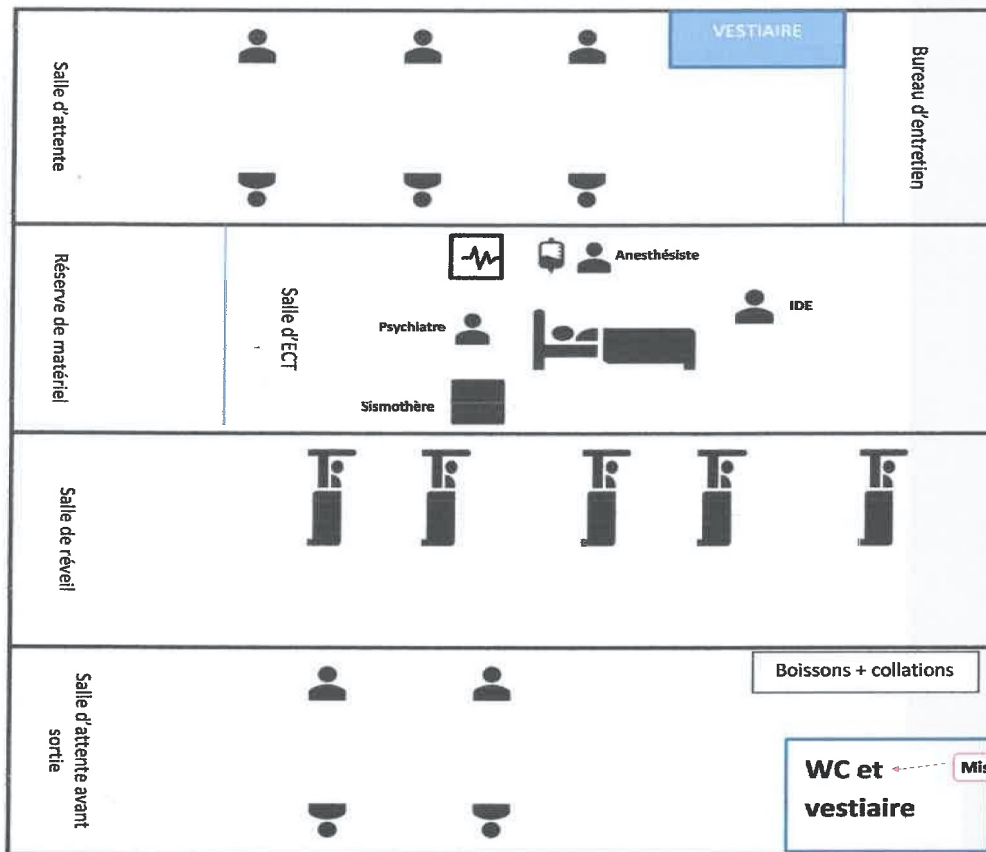 VESTIAIRE
Salle d'attente
Bureau d'entretien
Réserve de matériel
Salle d'ECT
Anesthésiste
IDE
Psychiatre
Sismothère
Salle de réveil
Salle d'attente avant
sortie
Boissons + collations
WC et
vestiaire
Mis